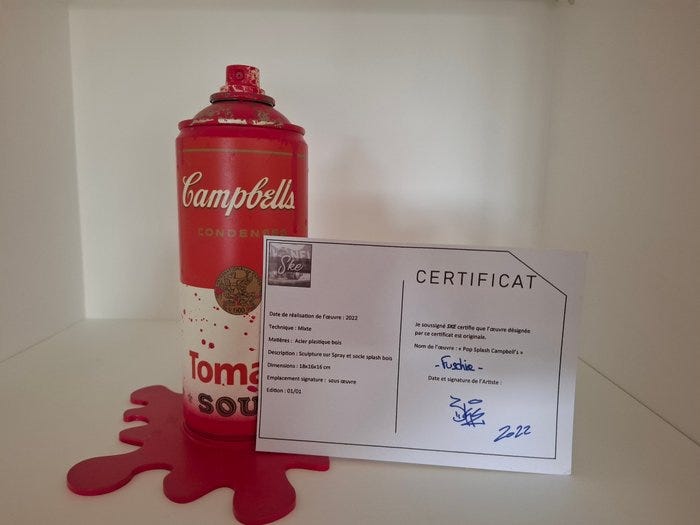 Campbell's
CONDENSED
Toma
SOU
Ske
CERTIFICAT
Date de réalisation de l'œuvre : 2022
Technique : Mixte
Matières : Acier plastique bois
Description : Sculpture sur Spray et socle splash bois
Dimensions : 18x16x16 cm
Emplacement signature : sous œuvre
Edition : 01/01
Je soussigné SKE certifie que l'œuvre désignée
par ce certificat est originale.
Nom de l'œuvre : « Pop Splash Campbell's »
- Fuschia -
Date et signature de l'Artiste :
2022